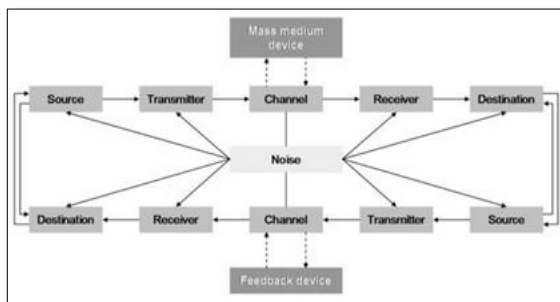 Mass medium
device
Source Transmitter Channel Receiver Destination
Noise
Destination Receiver Channel Transmitter Source
Feedback device